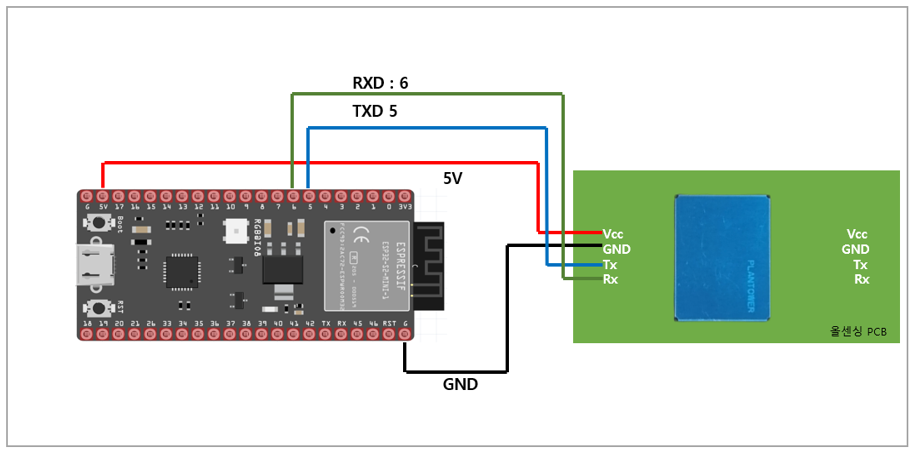 RXD : 6
TXD 5
5V
G 5V 17 16 15 14 13 12 11 10 9 8 7 6 5 4 3 2 1 0 3V3
Boot
RGB@IO8
ESPRESSIF
ESP32-S2-MINI-1
RST
18 19 20 21 26 33 34 35 36 37 38 39 40 41 42 TX RX 45 46 RST G
GND
Vcc
GND
Tx
Rx
PLANTOBER
Vcc
GND
Tx
Rx
올센싱 PCB